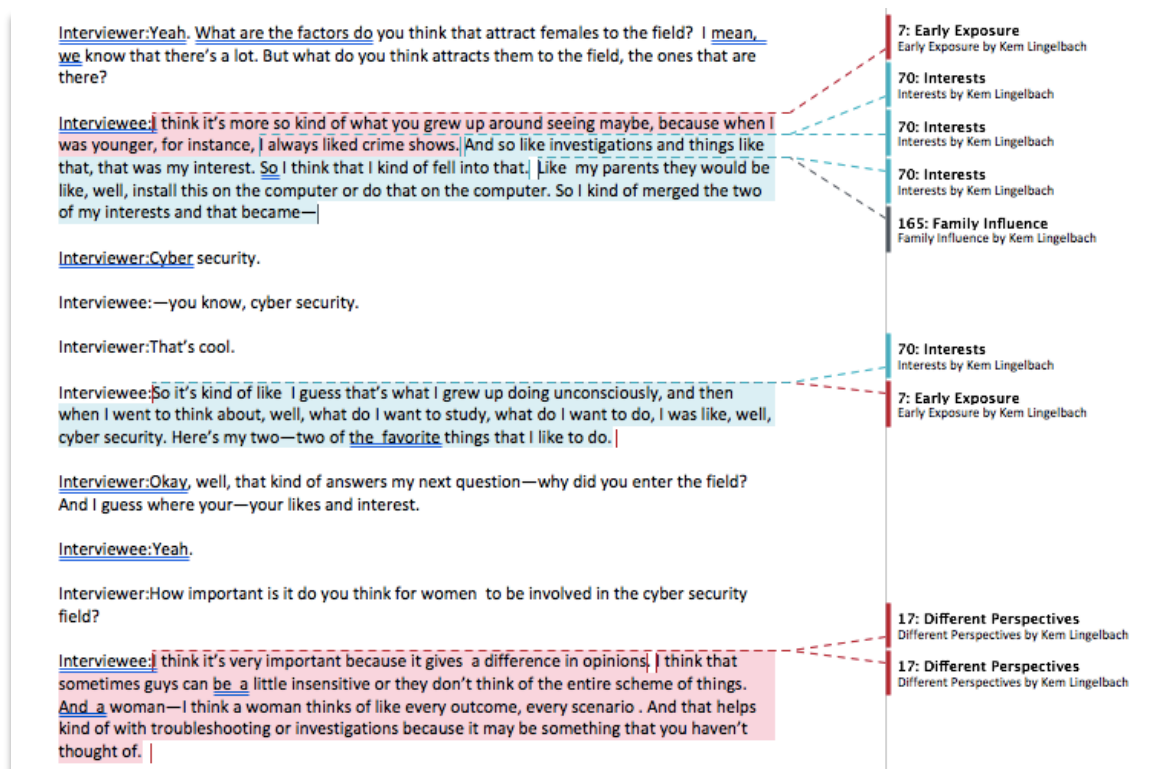 Interviewer:Yeah. What are the factors do you think that attract females to the field?  I mean,
we know that there's a lot. But what do you think attracts them to the field, the ones that are
there?
Interviewee:I think it's more so kind of what you grew up around seeing maybe, because when I
was younger, for instance, I always liked crime shows. And so like investigations and things like
that, that was my interest. So I think that I kind of fell into that.  Like  my parents they would be
like, well, install this on the computer or do that on the computer. So I kind of merged the two
of my interests and that became—
Interviewer:Cyber security.
Interviewee:—you know, cyber security.
Interviewer:That's cool.
Interviewee:So it's kind of like  I guess that's what I grew up doing unconsciously, and then
when I went to think about, well, what do I want to study, what do I want to do, I was like, well,
cyber security. Here's my two—two of the  favorite things that I like to do.
Interviewer:Okay, well, that kind of answers my next question—why did you enter the field?
And I guess where your—your likes and interest.
Interviewee:Yeah.
Interviewer:How important is it do you think for women  to be involved in the cyber security
field?
Interviewee:I think it's very important because it gives  a difference in opinions. I think that
sometimes guys can be  a little insensitive or they don't think of the entire scheme of things.
And  a woman—I think a woman thinks of like every outcome, every scenario . And that helps
kind of with troubleshooting or investigations because it may be something that you haven't
thought of.
7: Early Exposure
Early Exposure by Kem Lingelbach
70: Interests
Interests by Kem Lingelbach
70: Interests
Interests by Kem Lingelbach
70: Interests
Interests by Kem Lingelbach
165: Family Influence
Family Influence by Kem Lingelbach
70: Interests
Interests by Kem Lingelbach
7: Early Exposure
Early Exposure by Kem Lingelbach
17: Different Perspectives
Different Perspectives by Kem Lingelbach
17: Different Perspectives
Different Perspectives by Kem Lingelbach